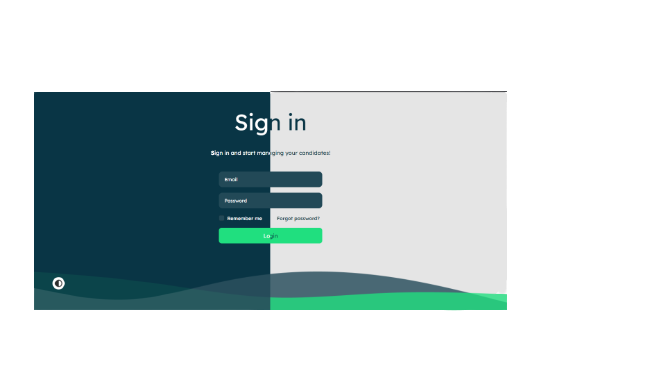 Sign in
Sign in and start managing your candidates!
Email
Password
Remember me Forgot password?
Login